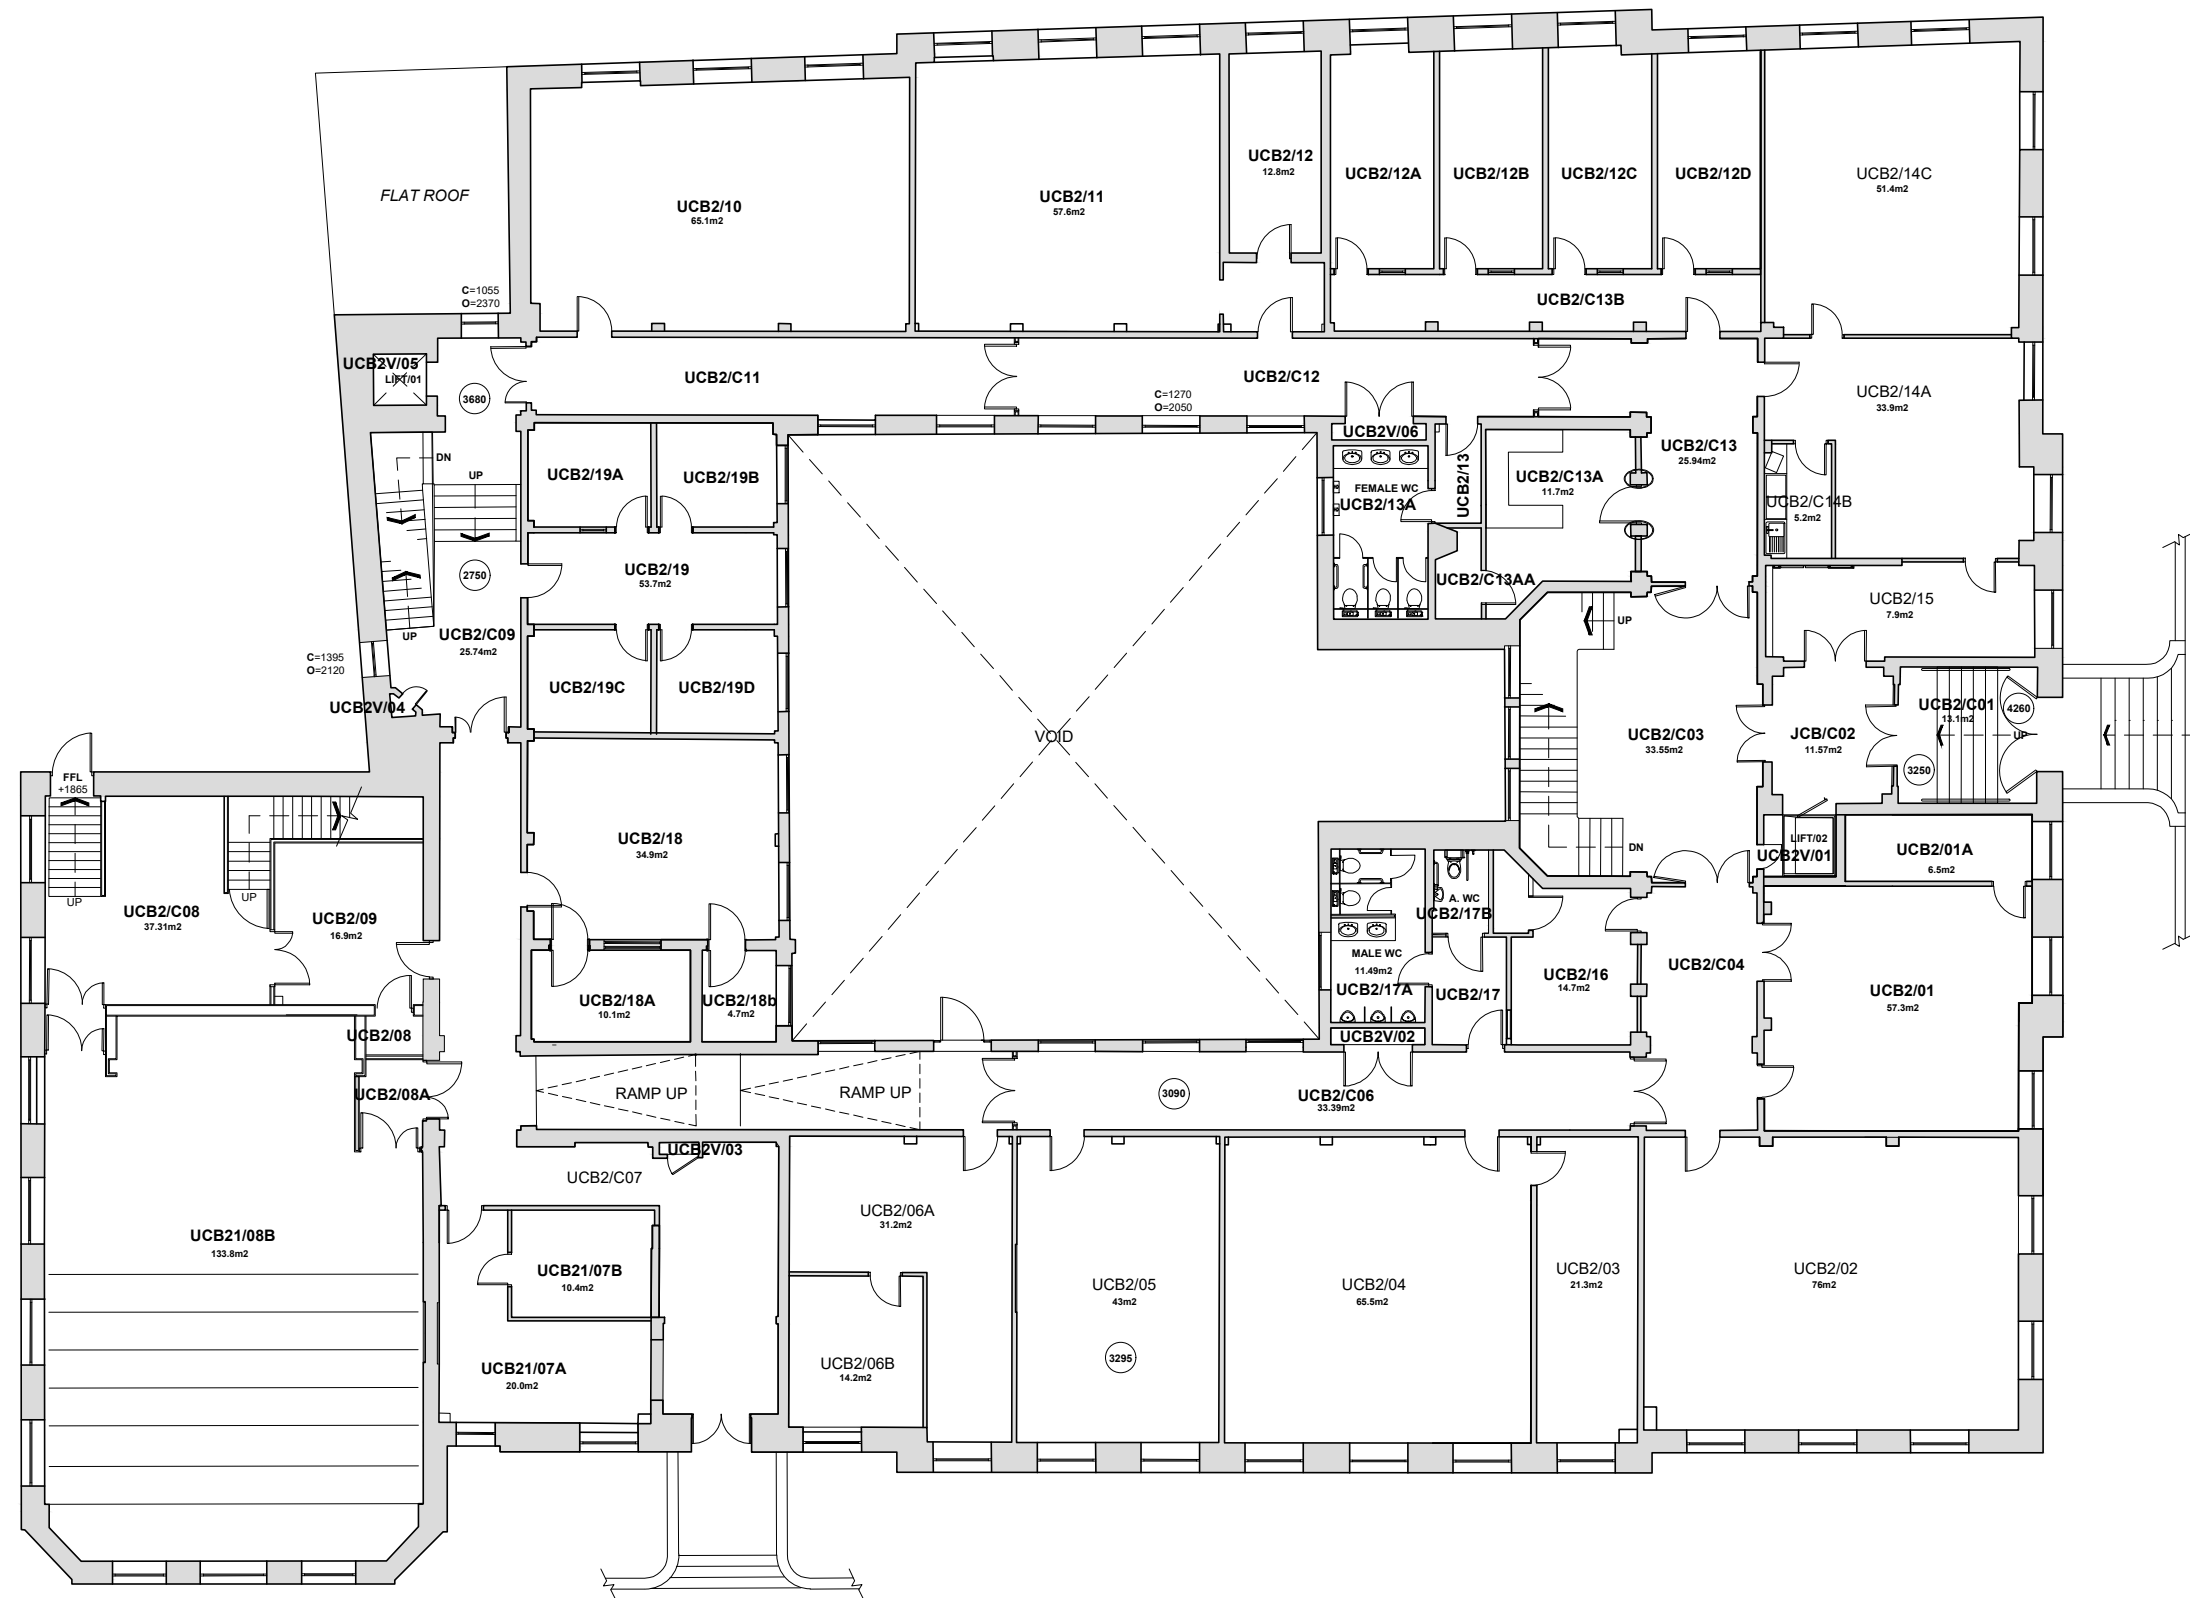 FLAT ROOF
UCB2/10
65.1m2
UCB2/11
57.6m2
UCB2/12
12.8m2
UCB2/12A
UCB2/12B
UCB2/12C
UCB2/12D
UCB2/14C
51.4m2
C=1055
O=2370
UCB2/C13B
UCB2V/05
LIFT/01
3680
UCB2/C11
UCB2/C12
C=1270
O=2050
UCB2/14A
33.9m2
UCB2V/06
UCB2/C13
25.94m2
DN
UP
UCB2/19A
UCB2/19B
FEMALE WC
UCB2/13A
UCB2/13
UCB2/C13A
11.7m2
UCB2/C14B
5.2m2
2750
UCB2/19
53.7m2
UCB2/C13AA
UCB2/15
7.9m2
UP
UP
UCB2/C09
25.74m2
C=1395
O=2120
UCB2/19C
UCB2/19D
UCB2V/04
VOID
UCB2/C03
33.55m2
JCB/C02
11.57m2
UCB2/C01
13.1m2
4260
UP
3250
FFL
+1865
UCB2/18
34.9m2
DN
LIFT/02
UCB2V/01
UCB2/01A
6.5m2
UP
UP
UCB2/C08
37.31m2
UCB2/09
16.9m2
A. WC
UCB2/17B
MALE WC
11.49m2
UCB2/17A
UCB2/17
UCB2/16
14.7m2
UCB2/C04
UCB2/01
57.3m2
UCB2/18A
10.1m2
UCB2/18b
4.7m2
UCB2/08
UCB2V/02
UCB2/08A
RAMP UP
RAMP UP
3090
UCB2/C06
33.39m2
UCB2V/03
UCB2/C07
UCB2/06A
31.2m2
UCB21/08B
133.8m2
UCB21/07B
10.4m2
UCB2/05
43m2
UCB2/04
65.5m2
UCB2/03
21.3m2
UCB2/02
76m2
UCB21/07A
20.0m2
UCB2/06B
14.2m2
3295